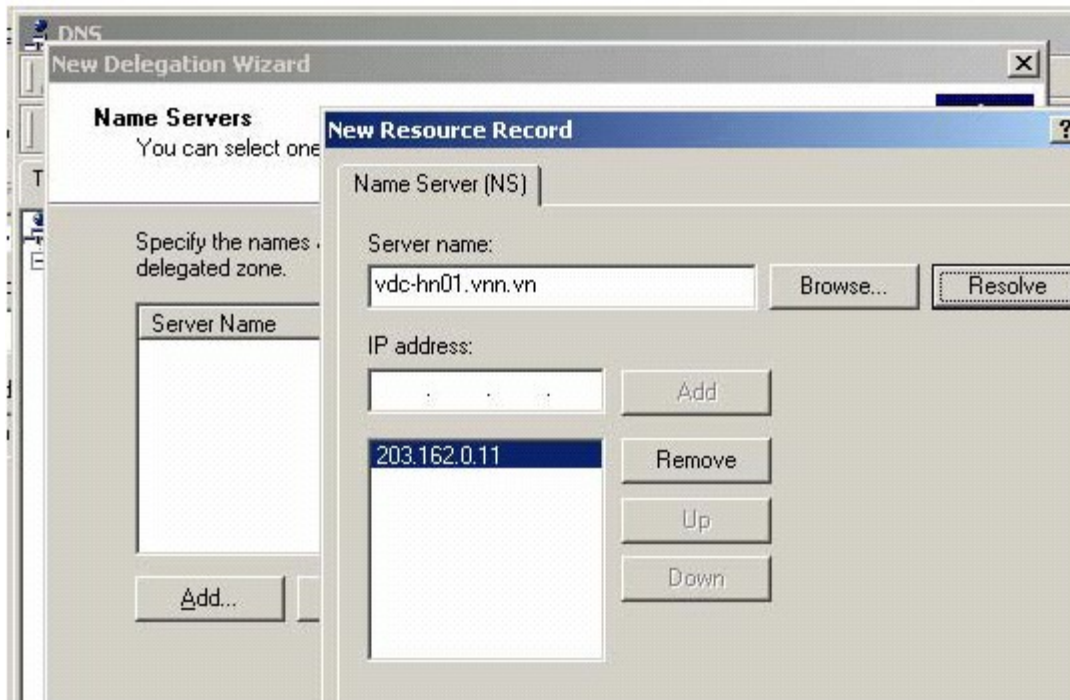 DNS
New Delegation Wizard
Name Servers
You can select one
New Resource Record
Name Server (NS)
Specify the names
delegated zone.
Server Name
Add...
Server name:
vdc-hn01.vnn.vn
Browse...
Resolve
IP address:
. . .
Add
203.162.0.11
Remove
Up
Down